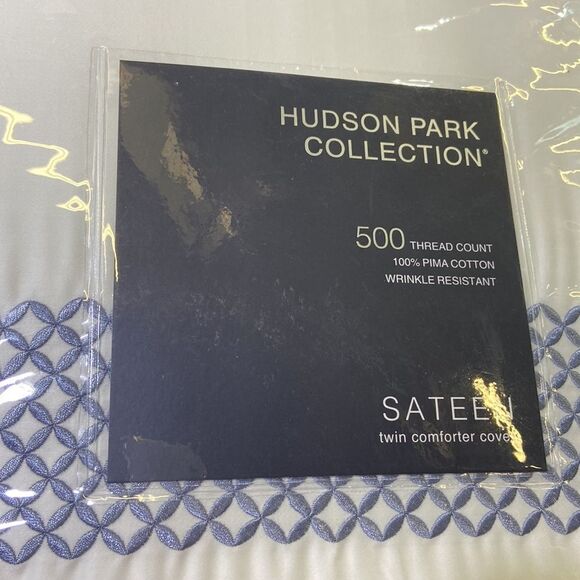 HUDSON PARK
COLLECTION®
500 THREAD COUNT
100% PIMA COTTON
WRINKLE RESISTANT
SATEEN
twin comforter cover